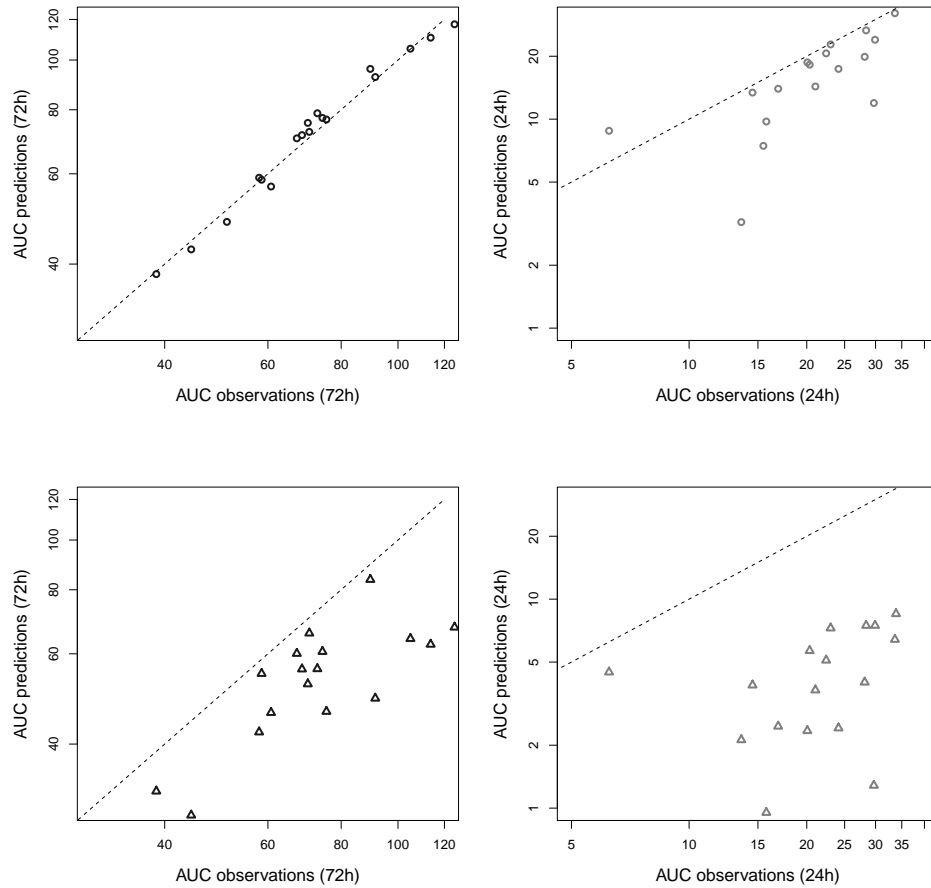 40 60 80 100 120
AUC predictions (72h)
40 60 80 100 120
AUC observations (72h)
1 2 5 10 20
AUC predictions (24h)
5 10 15 20 25 30 35
AUC observations (24h)
40 60 80 100 120
AUC predictions (72h)
40 60 80 100 120
AUC observations (72h)
1 2 5 10 20
AUC predictions (24h)
5 10 15 20 25 30 35
AUC observations (24h)